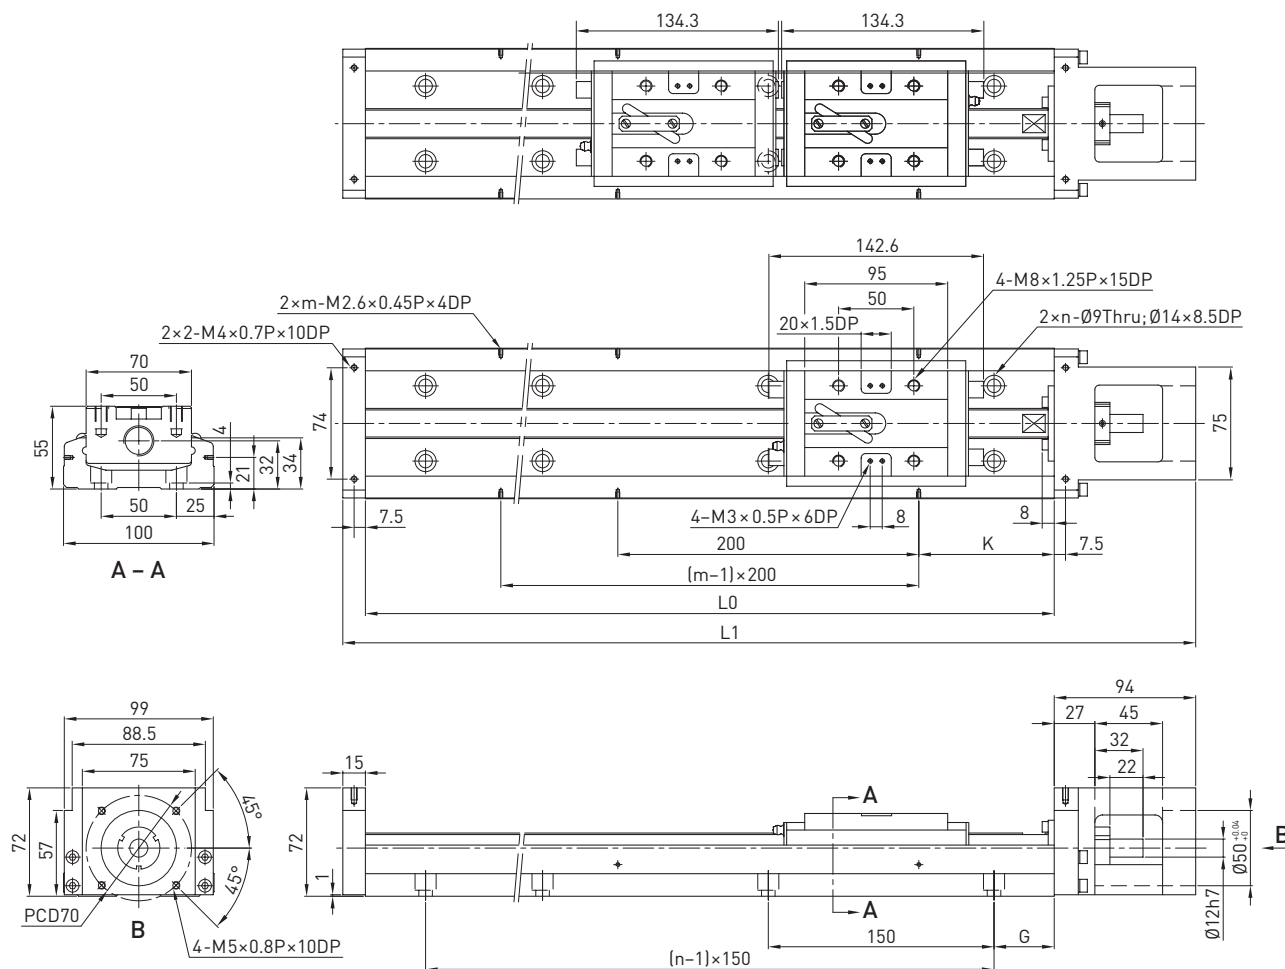 134.3
134.3
142.6
95
4-M8×1.25P×15DP
50
2×m-M2.6×0.45P×4DP
20×1.5DP
2×n-Ø9Thru;Ø14×8.5DP
2×2-M4×0.7P×10DP
70
50
4
55
74
75
32
34
21
50
25
100
7.5
4-M3×0.5P×6DP
8
8
7.5
200
K
A – A
(m-1)×200
L0
L1
99
88.5
75
45°
72
57
45°
PCD70
B
4-M5×0.8P×10DP
15
72
1
A
A
150
G
(n-1)×150
94
27
45
32
22
Ø50 +0.04 +0
B
Ø12h7